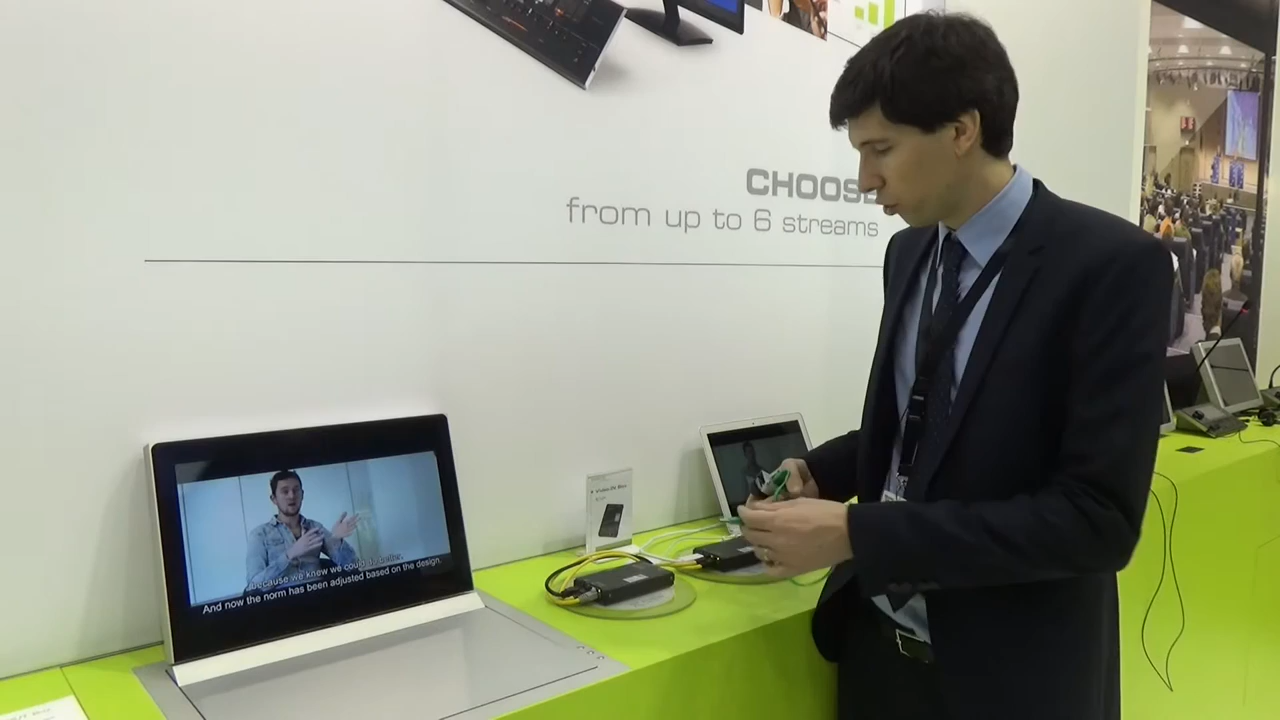 CHOOSE
from up to 6 streams
because we knew we could do better.
And now the norm has been adjusted based on the design.